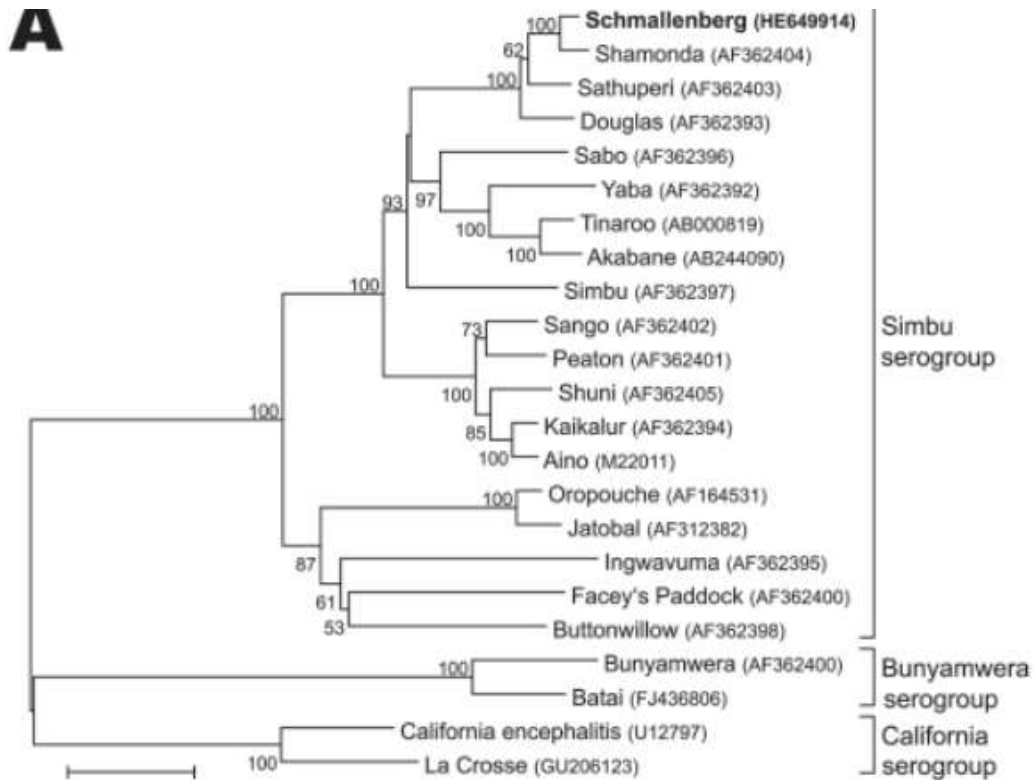 A
100 Schmallenberg (HE649914)
62 Shamonda (AF362404)
100 Sathuperi (AF362403)
Douglas (AF362393)
Sabo (AF362396)
93 97 Yaba (AF362392)
100 Tinaroo (AB000819)
100 Akabane (AB244090)
100 Simbu (AF362397)
73 Sango (AF362402)
Simbu
serogroup
Peaton (AF362401)
100 Shuni (AF362405)
100 85 Kaikalur (AF362394)
100 Aino (M22011)
100 Oropouche (AF164531)
Jatobal (AF312382)
87 Ingwavuma (AF362395)
61 Facey's Paddock (AF362400)
53 Buttonwillow (AF362398)
100 Bunyamwera (AF362400)
Batai (FJ436806)
Bunyamwera
serogroup
California encephalitis (U12797)
100 La Crosse (GU206123)
California
serogroup